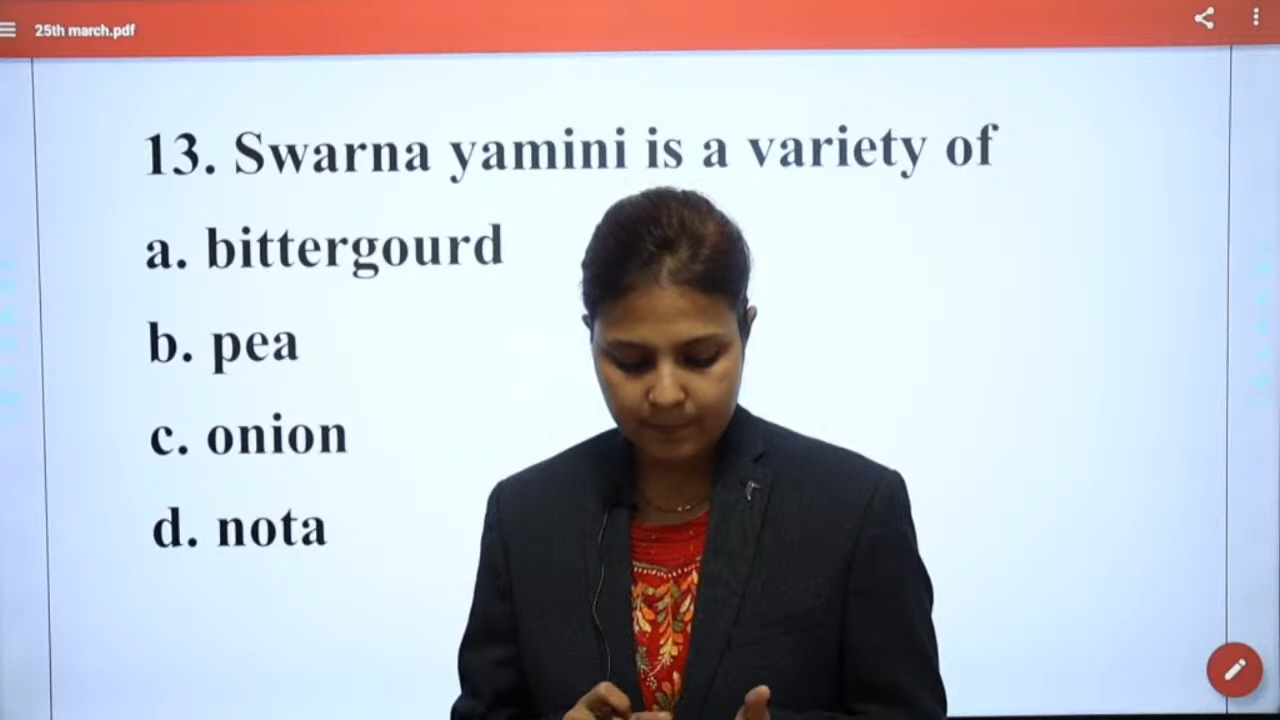 25th march.pdf
13. Swarna yamini is a variety of
a. bittergourd
b. pea
c. onion
d. nota